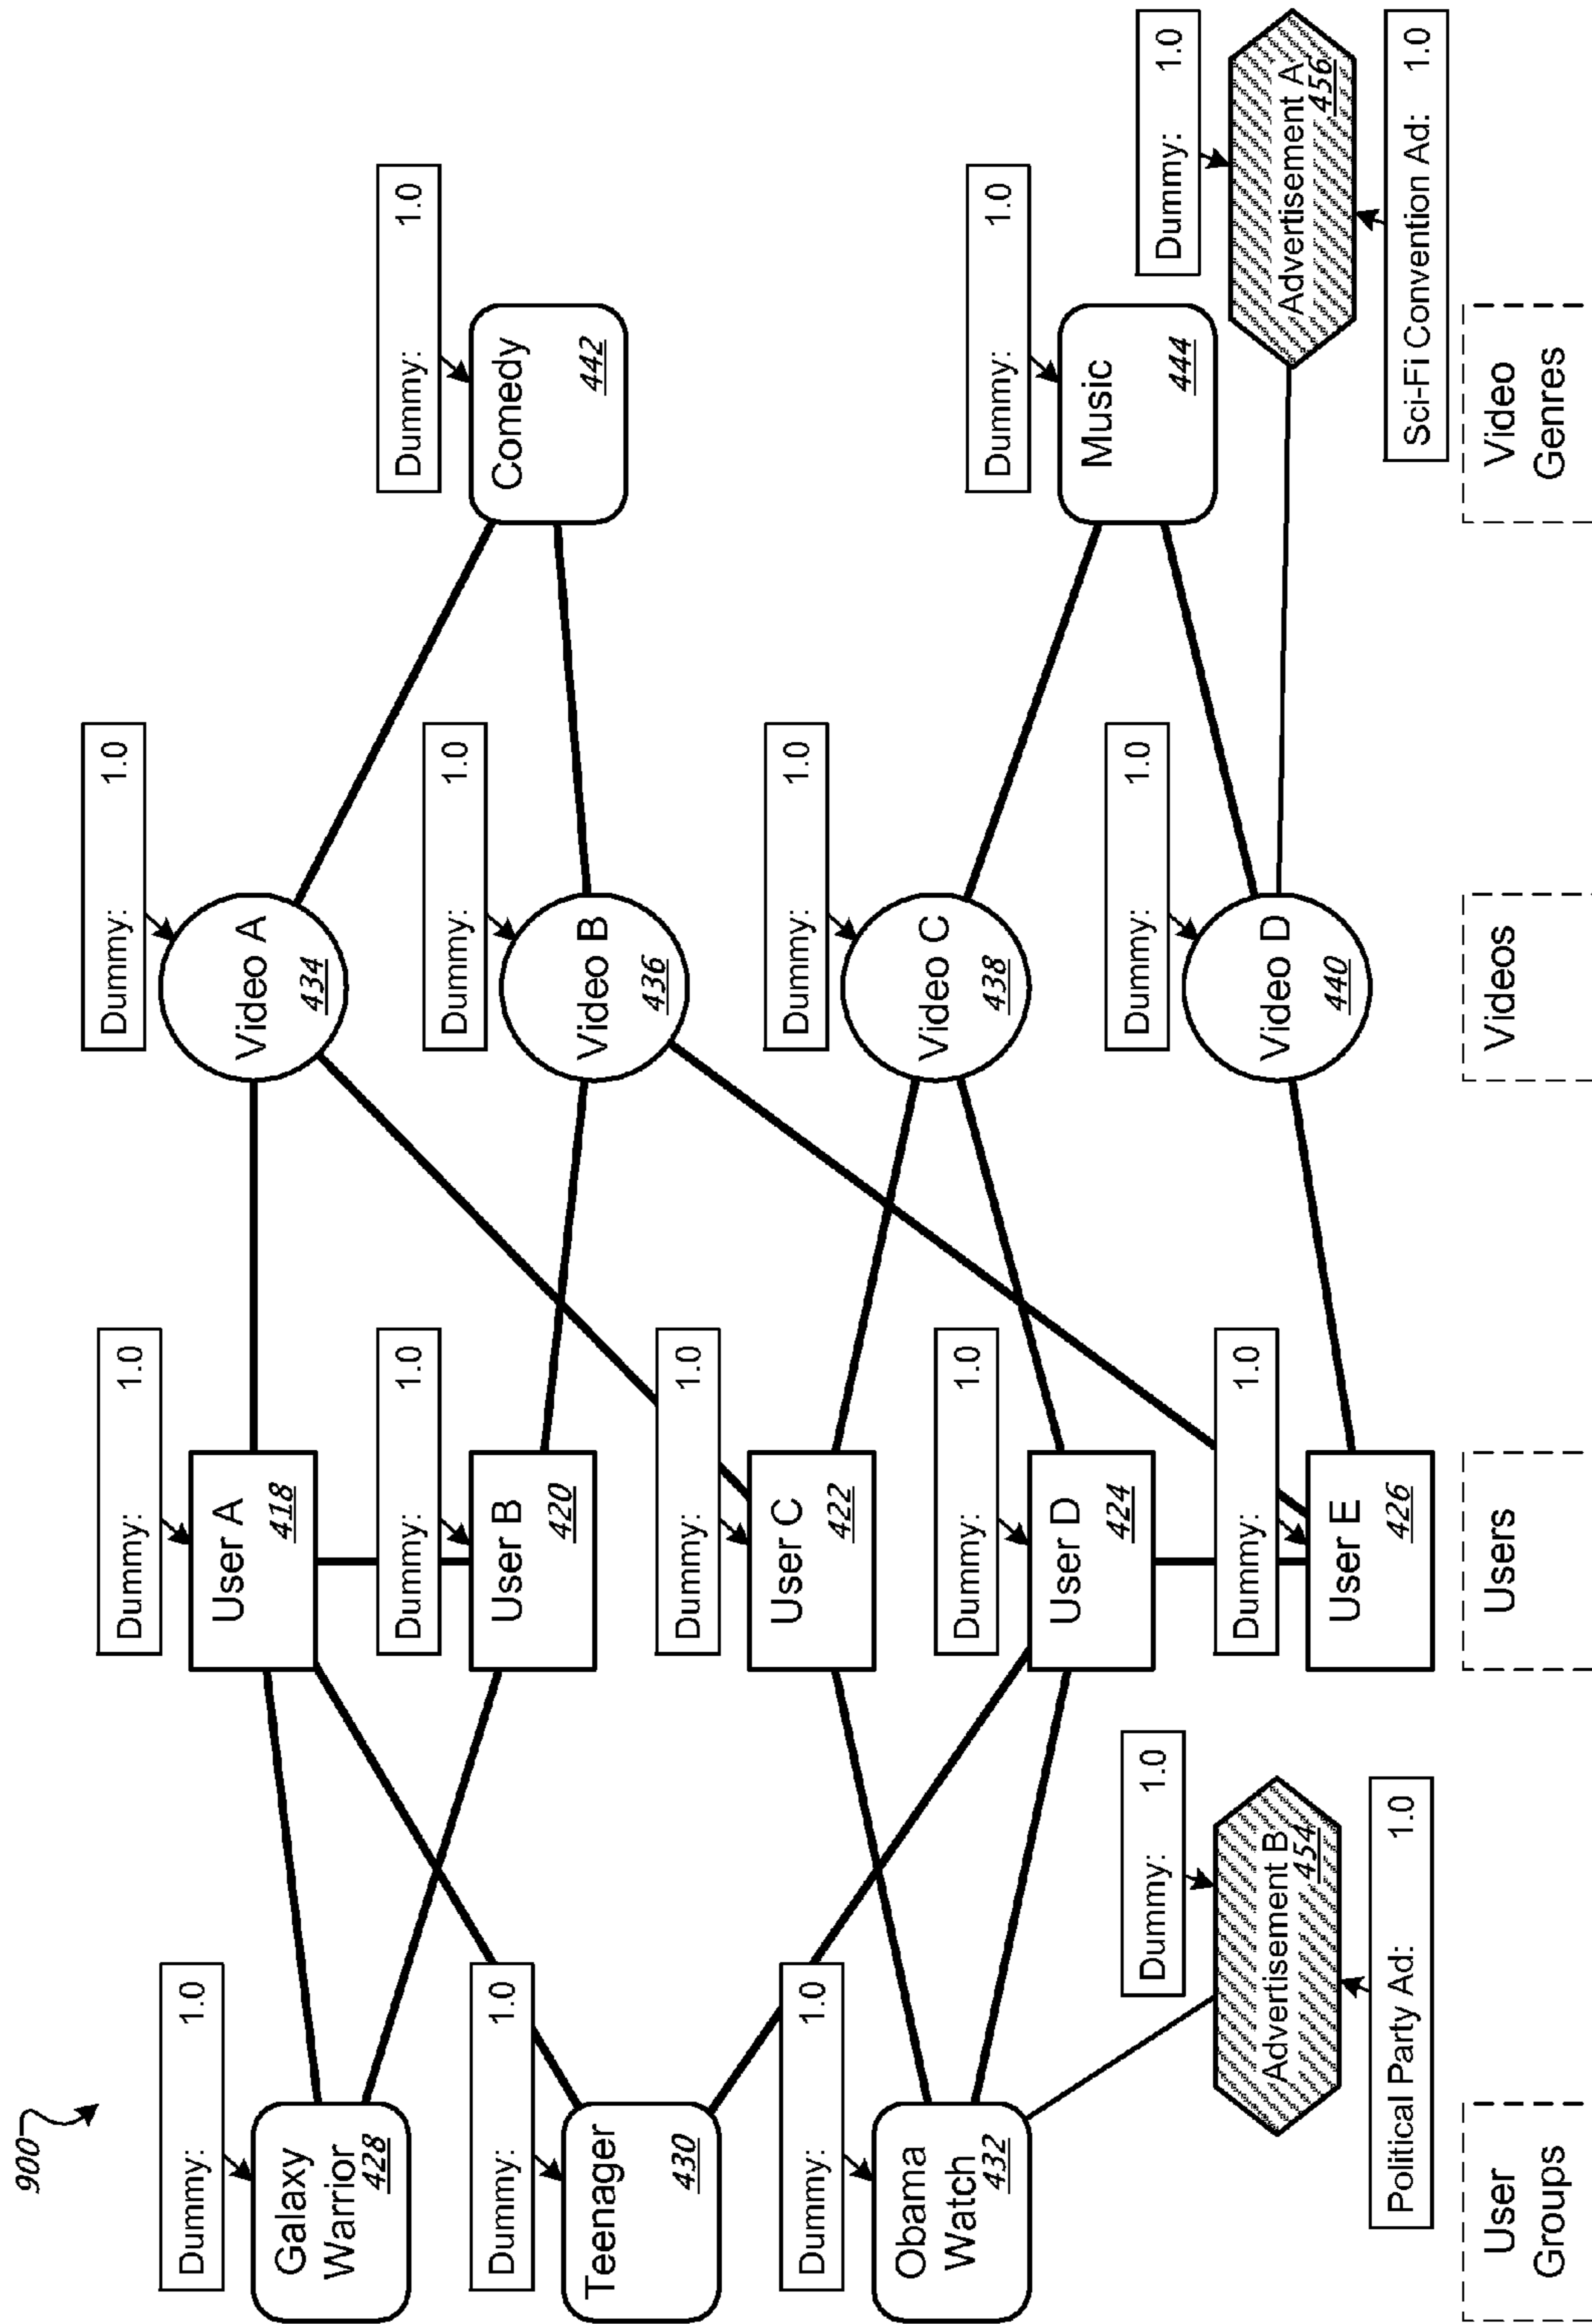 900
Dummy: 1.0
Galaxy
Warrior
428
Dummy: 1.0
Teenager
430
Dummy: 1.0
Obama
Watch
432
Dummy: 1.0
Advertisement B
454
Political Party Ad: 1.0
User
Groups
Dummy: 1.0
User A
418
Dummy: 1.0
User B
420
Dummy: 1.0
User C
422
Dummy: 1.0
User D
424
Dummy: 1.0
User E
426
Users
Dummy: 1.0
Video A
434
Dummy: 1.0
Video B
436
Dummy: 1.0
Video C
438
Dummy: 1.0
Video D
440
Videos
Dummy: 1.0
Comedy
442
Dummy: 1.0
Music
444
Dummy: 1.0
Advertisement A
456
Sci-Fi Convention Ad: 1.0
Video
Genres